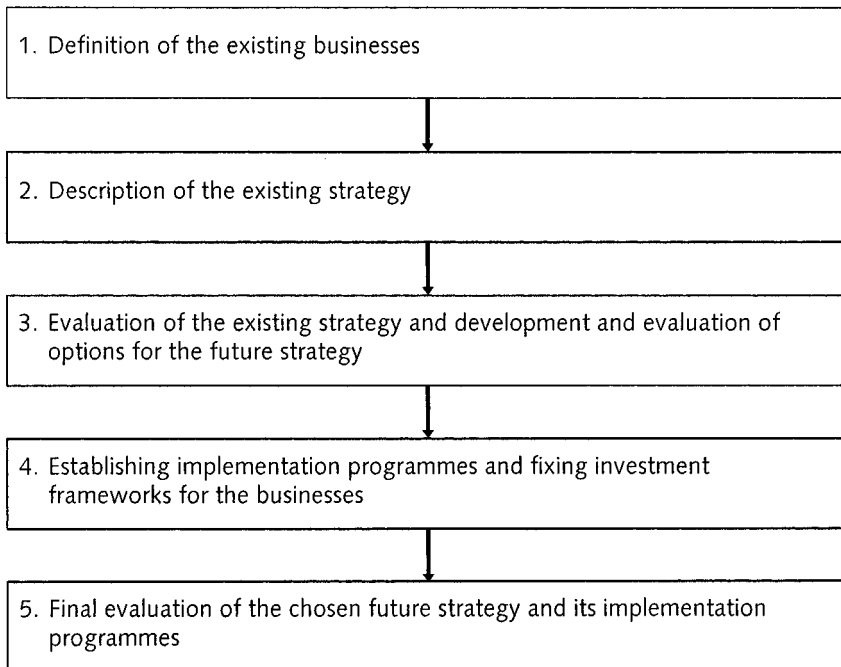 1. Definition of the existing businesses
2. Description of the existing strategy
3. Evaluation of the existing strategy and development and evaluation of
options for the future strategy
4. Establishing implementation programmes and fixing investment
frameworks for the businesses
5. Final evaluation of the chosen future strategy and its implementation
programmes